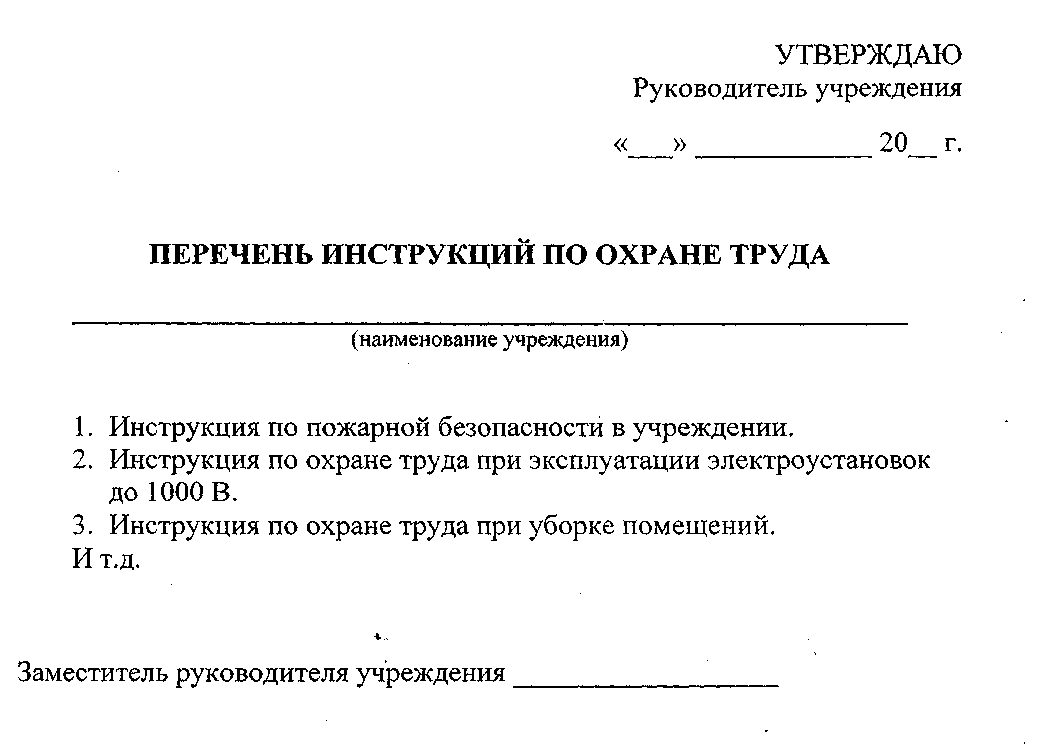 УТВЕРЖДАЮ
Руководитель учреждения
«___» ____________ 20__ г.
ПЕРЕЧЕНЬ ИНСТРУКЦИЙ ПО ОХРАНЕ ТРУДА
(наименование учреждения)
1. Инструкция по пожарной безопасности в учреждении.
2. Инструкция по охране труда при эксплуатации электроустановок
до 1000 В.
3. Инструкция по охране труда при уборке помещений.
И т.д.
Заместитель руководителя учреждения __________________